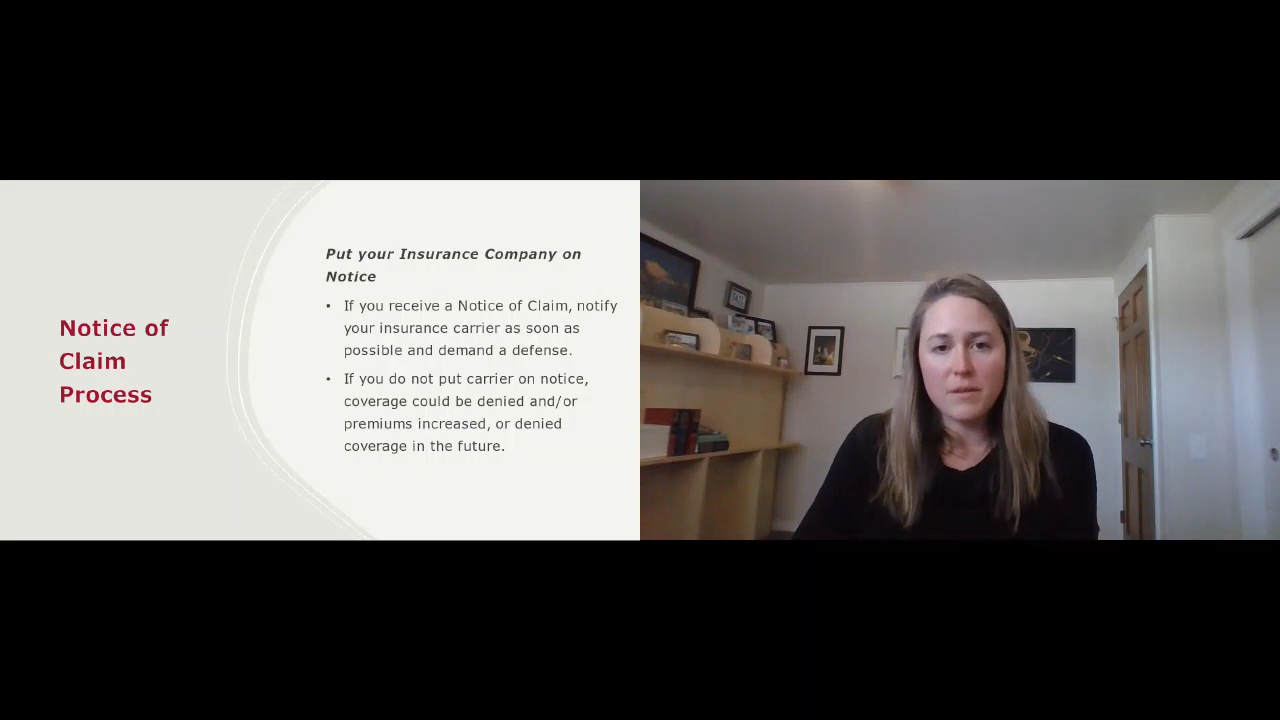 Notice of
Claim
Process
Put your Insurance Company on
Notice
• If you receive a Notice of Claim, notify
your insurance carrier as soon as
possible and demand a defense.
• If you do not put carrier on notice,
coverage could be denied and/or
premiums increased, or denied
coverage in the future.